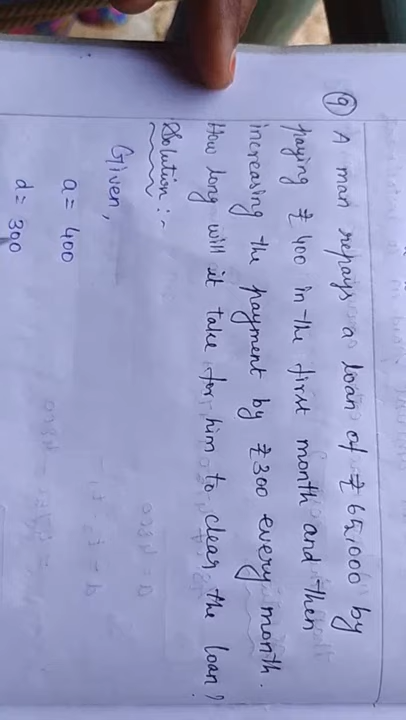 ⑨ A man repays a loan of ₹65,000 by
paying ₹400 in the first month and then
increasing the payment by ₹300 every month.
How long will it take for him to clear the loan?
Solution :-
Given,
a = 400
d = 300